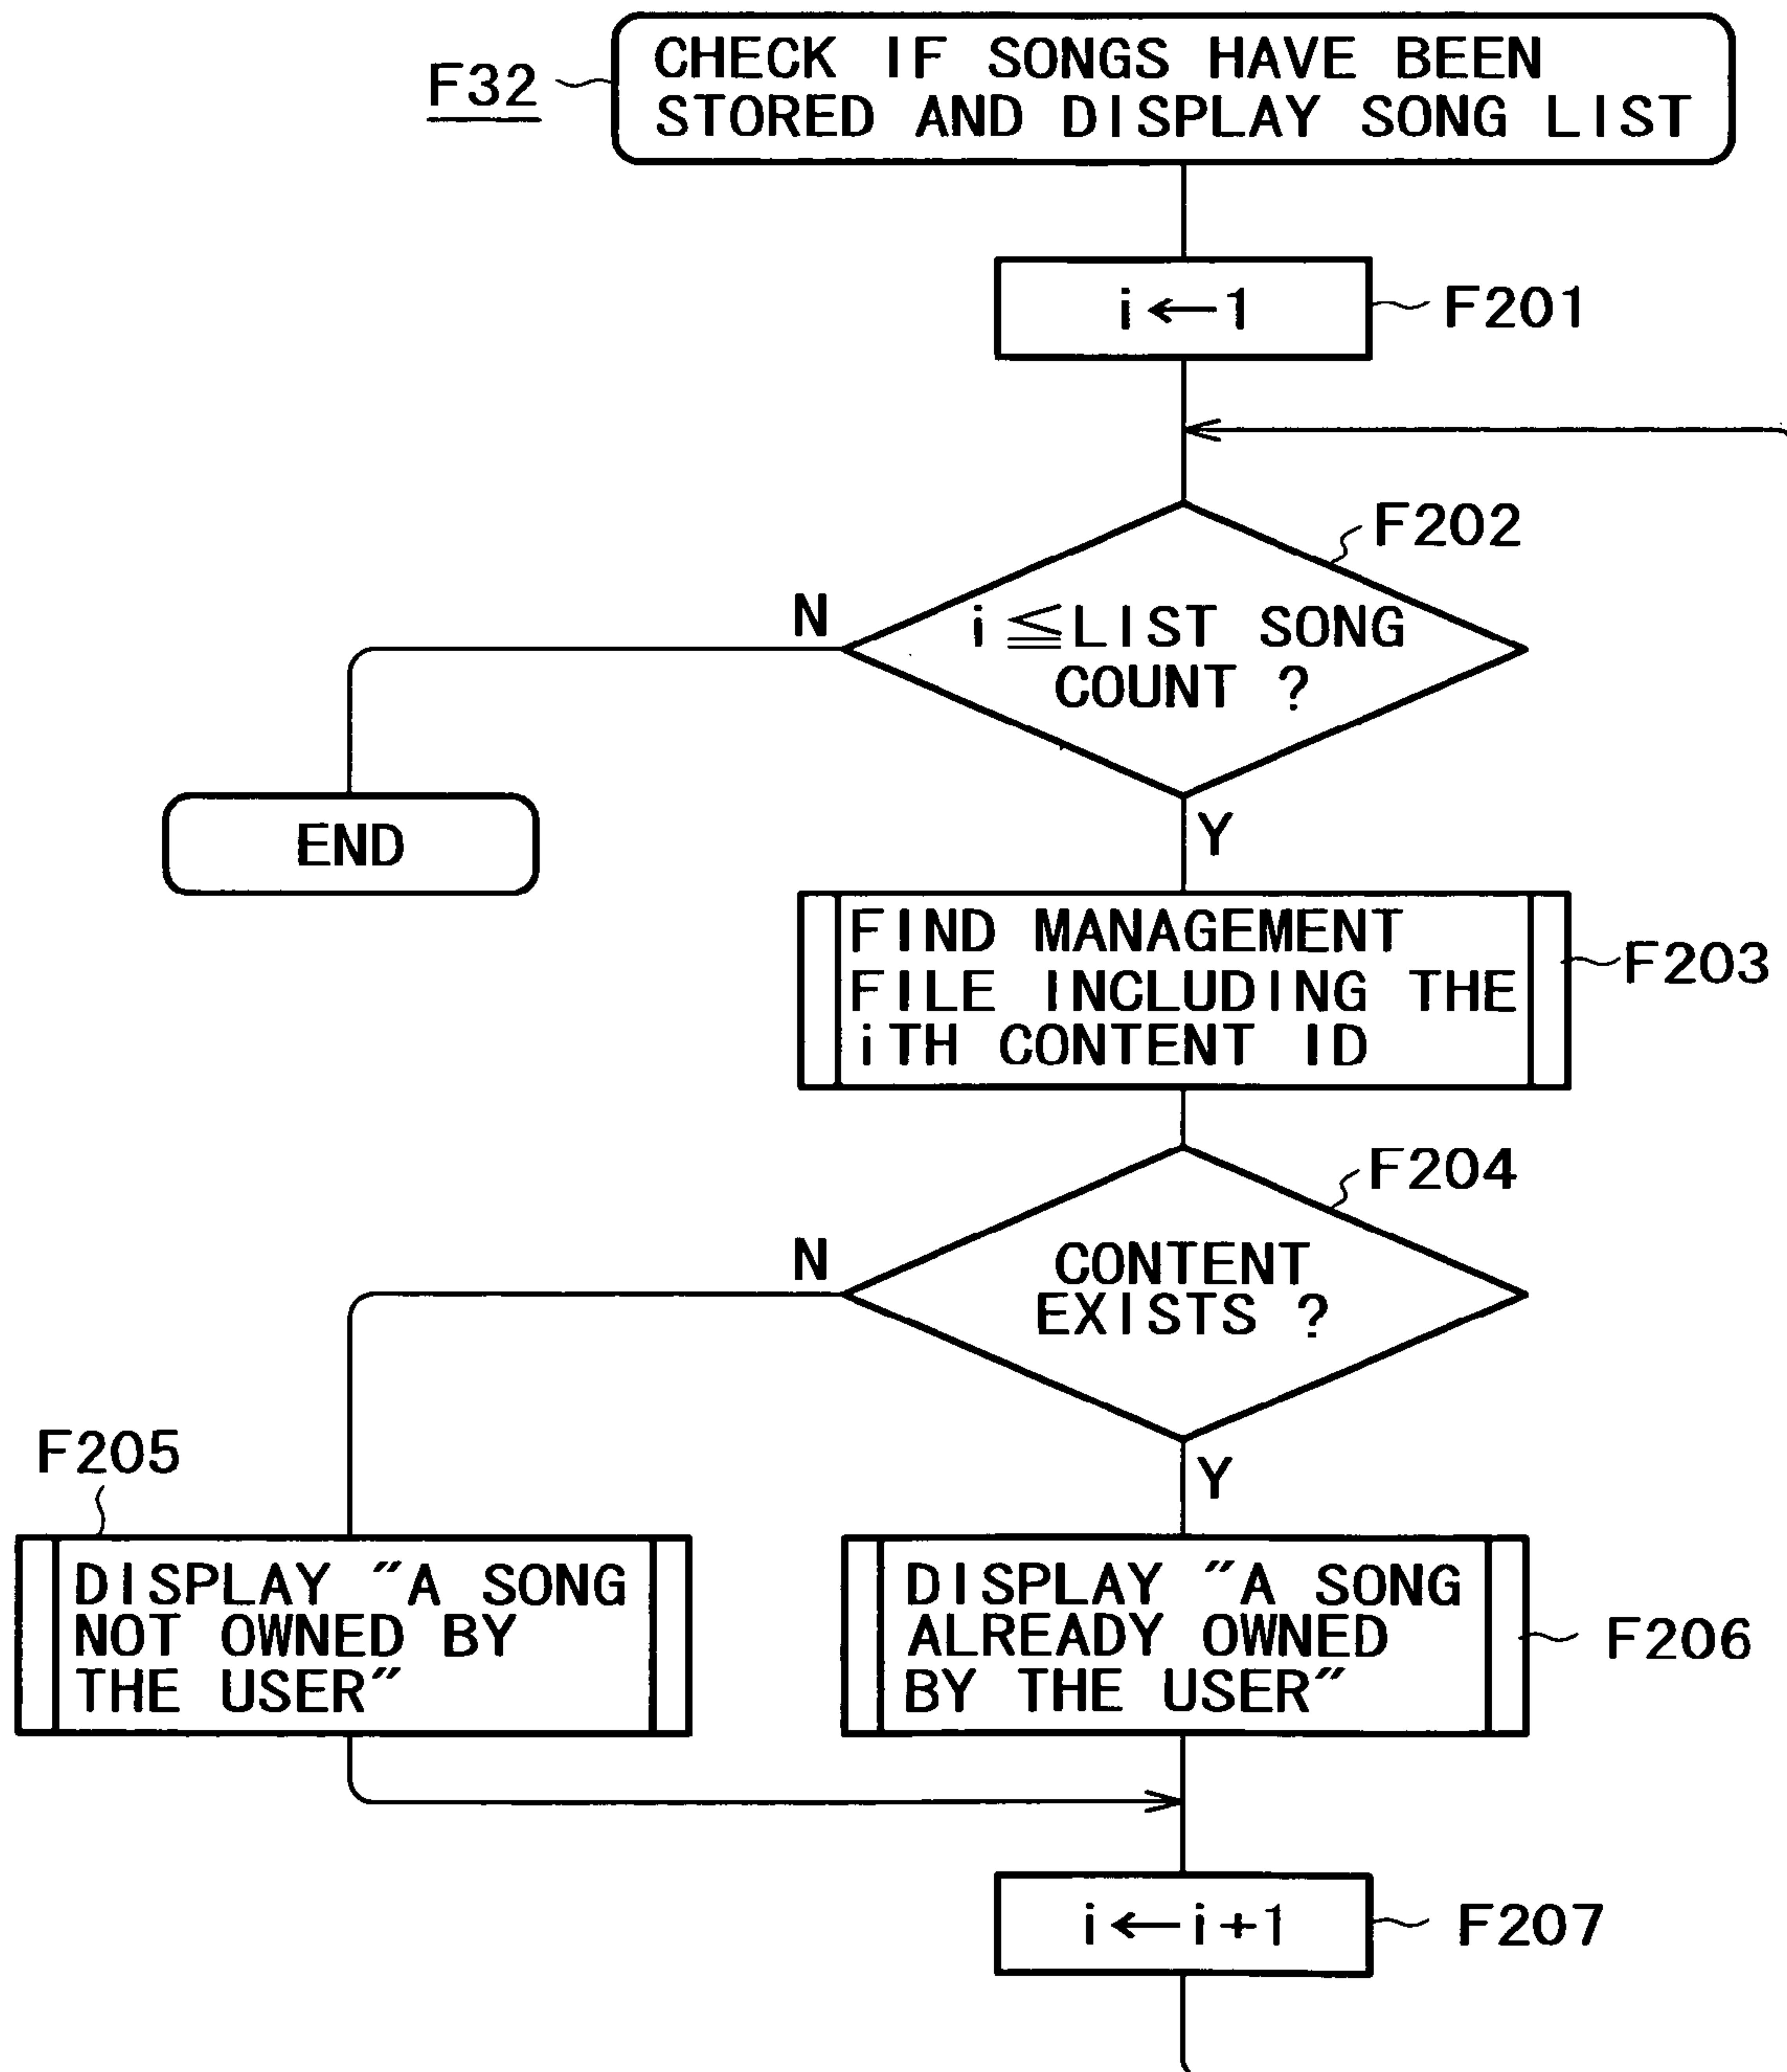 F32
CHECK IF SONGS HAVE BEEN
STORED AND DISPLAY SONG LIST
i←1
F201
F202
N
i≦LIST SONG
COUNT ?
END
Y
FIND MANAGEMENT
FILE INCLUDING THE
iTH CONTENT ID
F203
F204
N
CONTENT
EXISTS ?
F205
Y
DISPLAY "A SONG
NOT OWNED BY
THE USER"
DISPLAY "A SONG
ALREADY OWNED
BY THE USER"
F206
i←i+1
F207